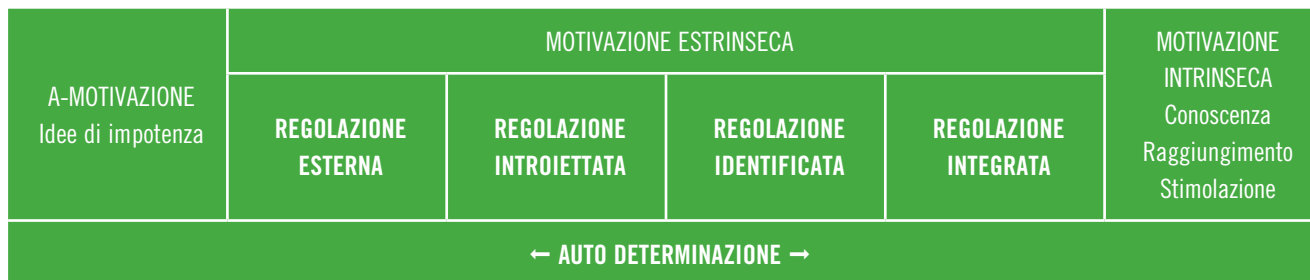 A-MOTIVAZIONE
Idee di impotenza
MOTIVAZIONE ESTRINSECA
REGOLAZIONE
ESTERNA
REGOLAZIONE
INTROIETTATA
REGOLAZIONE
IDENTIFICATA
REGOLAZIONE
INTEGRATA
MOTIVAZIONE
INTRINSECA
Conoscenza
Raggiungimento
Stimolazione
← AUTO DETERMINAZIONE →